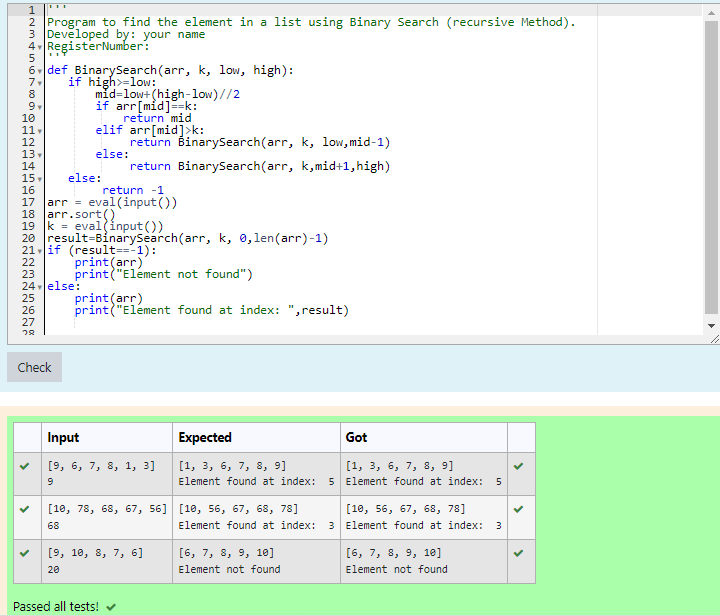 1 '''
2 Program to find the element in a list using Binary Search (recursive Method).
3 Developed by: your name
4 RegisterNumber:
5 '''
6 def BinarySearch(arr, k, low, high):
7 if high>=low:
8 mid=low+(high-low)//2
9 if arr[mid]==k:
10 return mid
11 elif arr[mid]>k:
12 return BinarySearch(arr, k, low,mid-1)
13 else:
14 return BinarySearch(arr, k,mid+1,high)
15 else:
16 return -1
17 arr = eval(input())
18 arr.sort()
19 k = eval(input())
20 result=BinarySearch(arr, k, 0,len(arr)-1)
21 if (result==-1):
22 print(arr)
23 print("Element not found")
24 else:
25 print(arr)
26 print("Element found at index: ",result)
27
28
Check
Input Expected Got
[9, 6, 7, 8, 1, 3] [1, 3, 6, 7, 8, 9] [1, 3, 6, 7, 8, 9]
9 Element found at index:  5 Element found at index:  5
[10, 78, 68, 67, 56] [10, 56, 67, 68, 78] [10, 56, 67, 68, 78]
68 Element found at index:  3 Element found at index:  3
[9, 10, 8, 7, 6] [6, 7, 8, 9, 10] [6, 7, 8, 9, 10]
20 Element not found Element not found
Passed all tests!